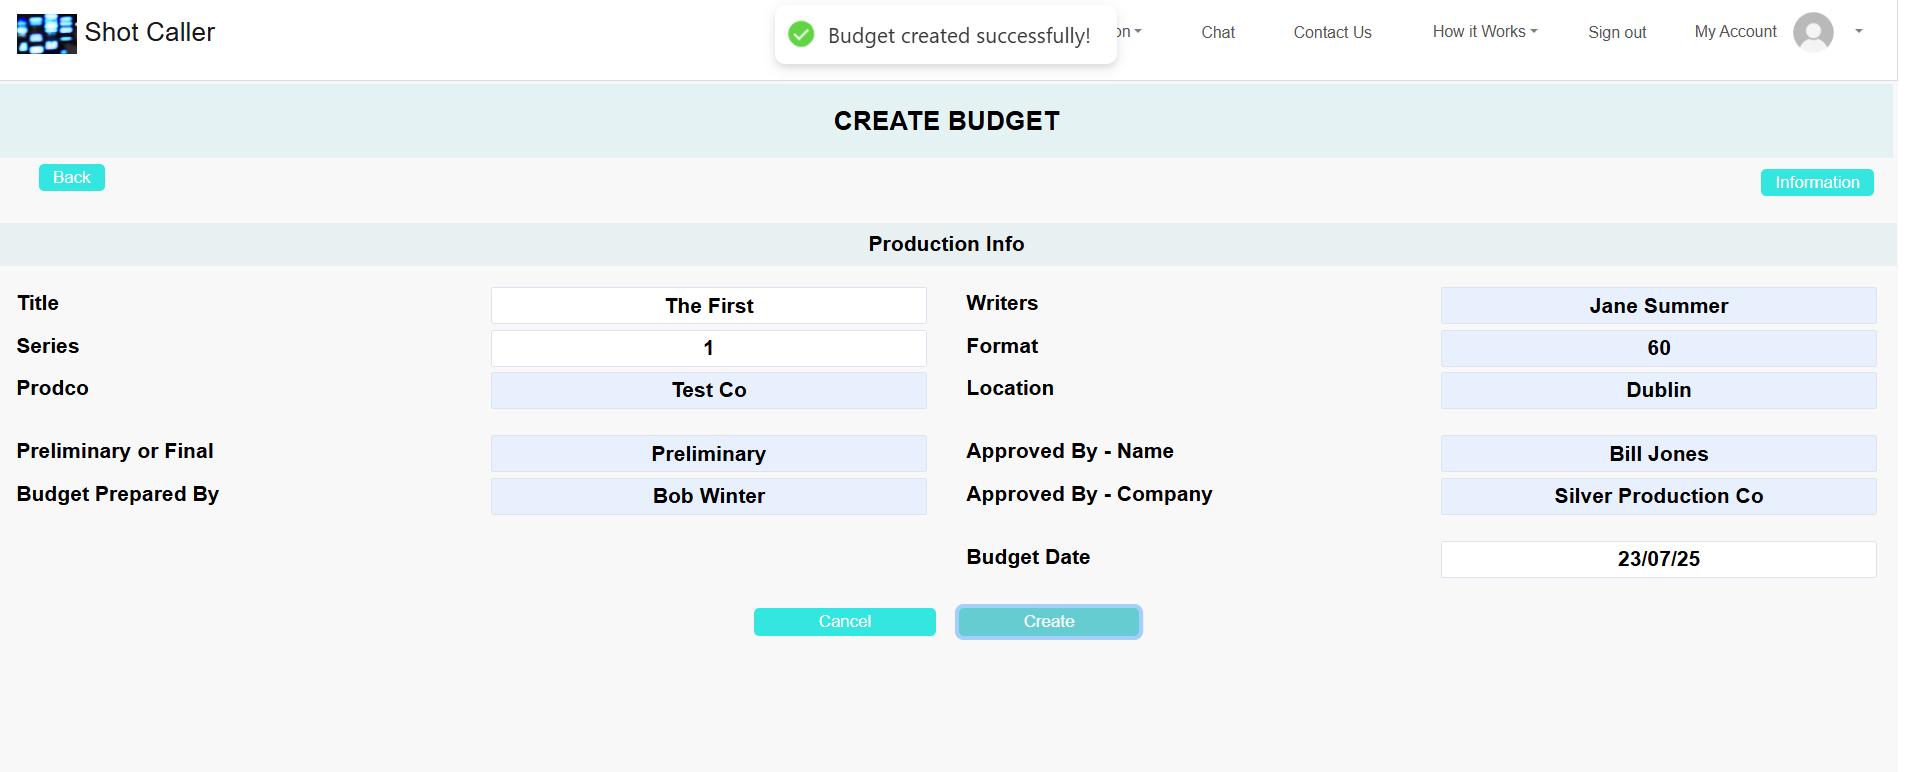 Shot Caller
Budget created successfully!
Chat
Contact Us
How it Works
Sign out
My Account
CREATE BUDGET
Back
Information
Production Info
Title
The First
Writers
Jane Summer
Series
1
Format
60
Prodco
Test Co
Location
Dublin
Preliminary or Final
Preliminary
Approved By - Name
Bill Jones
Budget Prepared By
Bob Winter
Approved By - Company
Silver Production Co
Budget Date
23/07/25
Cancel
Create